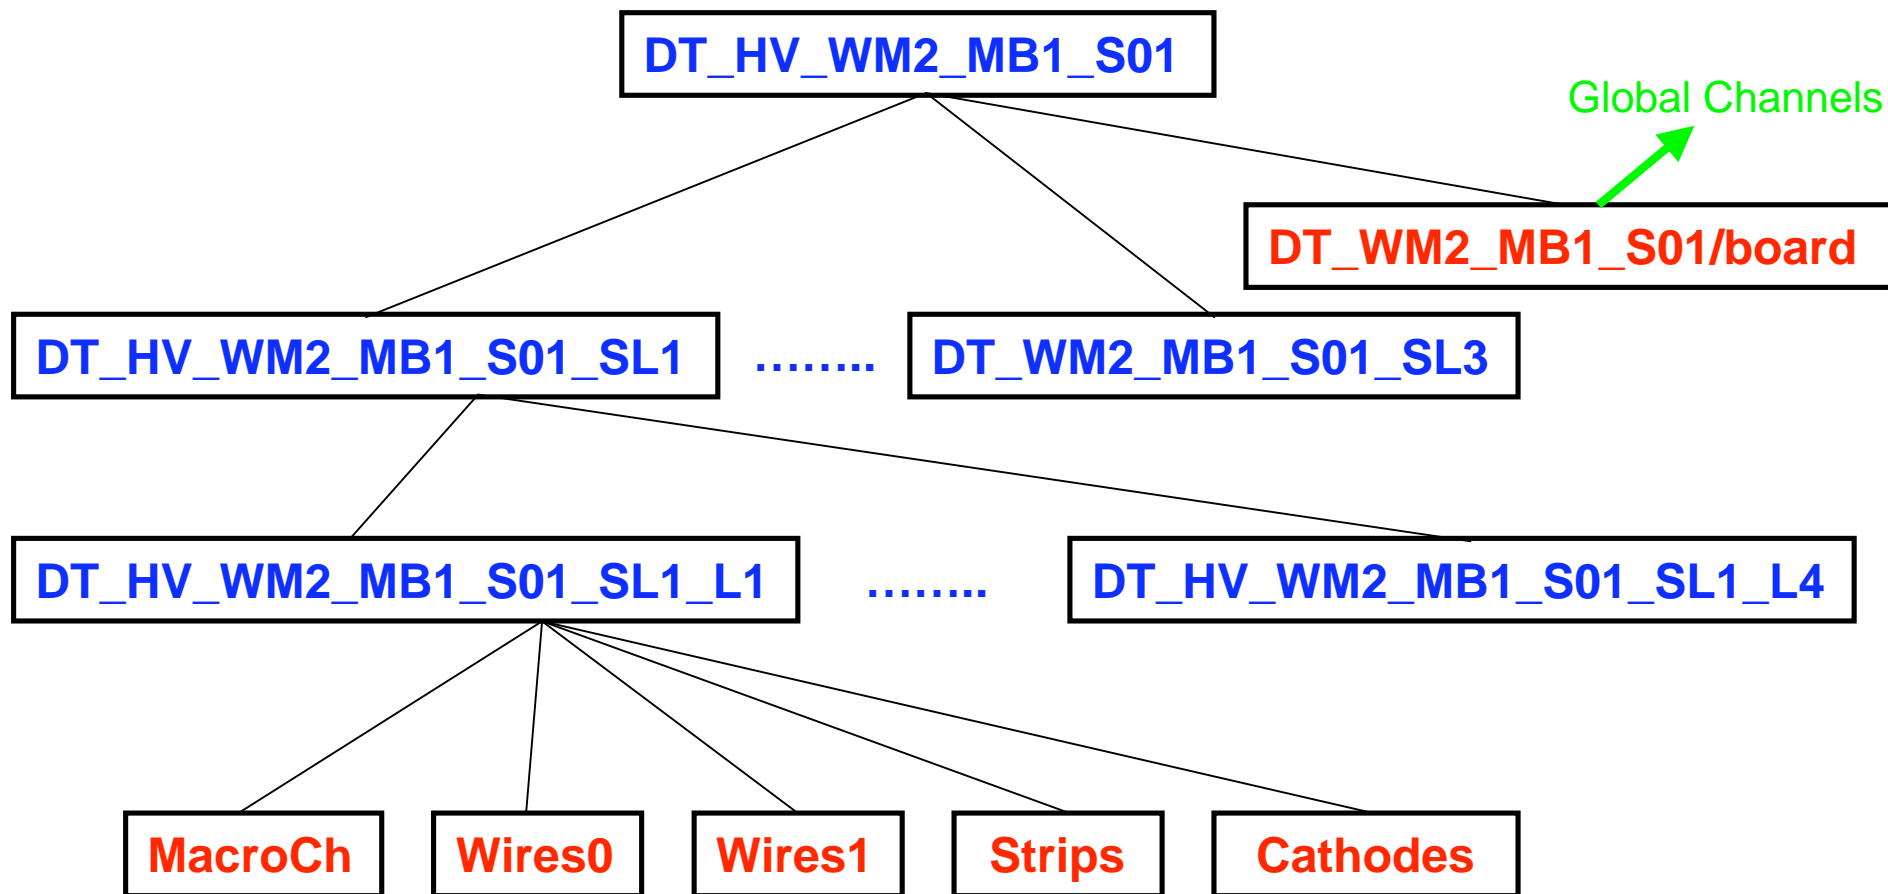 DT_HV_WM2_MB1_S01
Global Channels
DT_WM2_MB1_S01/board
DT_HV_WM2_MB1_S01_SL1 …….. DT_WM2_MB1_S01_SL3
DT_HV_WM2_MB1_S01_SL1_L1 …….. DT_HV_WM2_MB1_S01_SL1_L4
MacroCh Wires0 Wires1 Strips Cathodes